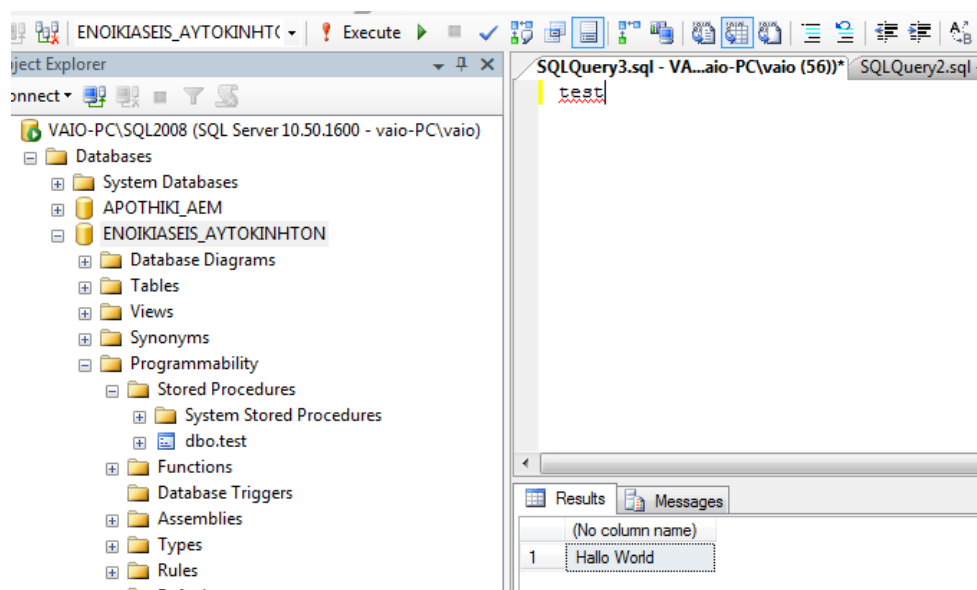 ENOIKIASEIS_AYTOKINHT( Execute
ject Explorer
onnect
VAIO-PC\SQL2008 (SQL Server 10.50.1600 - vaio-PC\vaio)
Databases
System Databases
APOTHIKI_AEM
ENOIKIASEIS_AYTOKINHTON
Database Diagrams
Tables
Views
Synonyms
Programmability
Stored Procedures
System Stored Procedures
dbo.test
Functions
Database Triggers
Assemblies
Types
Rules
SQLQuery3.sql - VA...aio-PC\vaio (56))* SQLQuery2.sql -
test
Results Messages
(No column name)
1 Hallo World